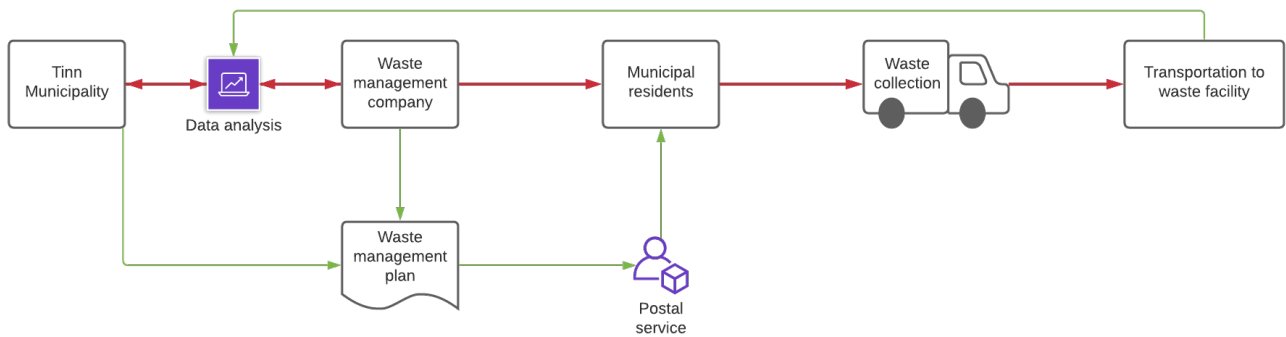 Tinn
Municipality
Data analysis
Waste
management
company
Municipal
residents
Waste
collection
Transportation to
waste facility
Waste
management
plan
Postal
service